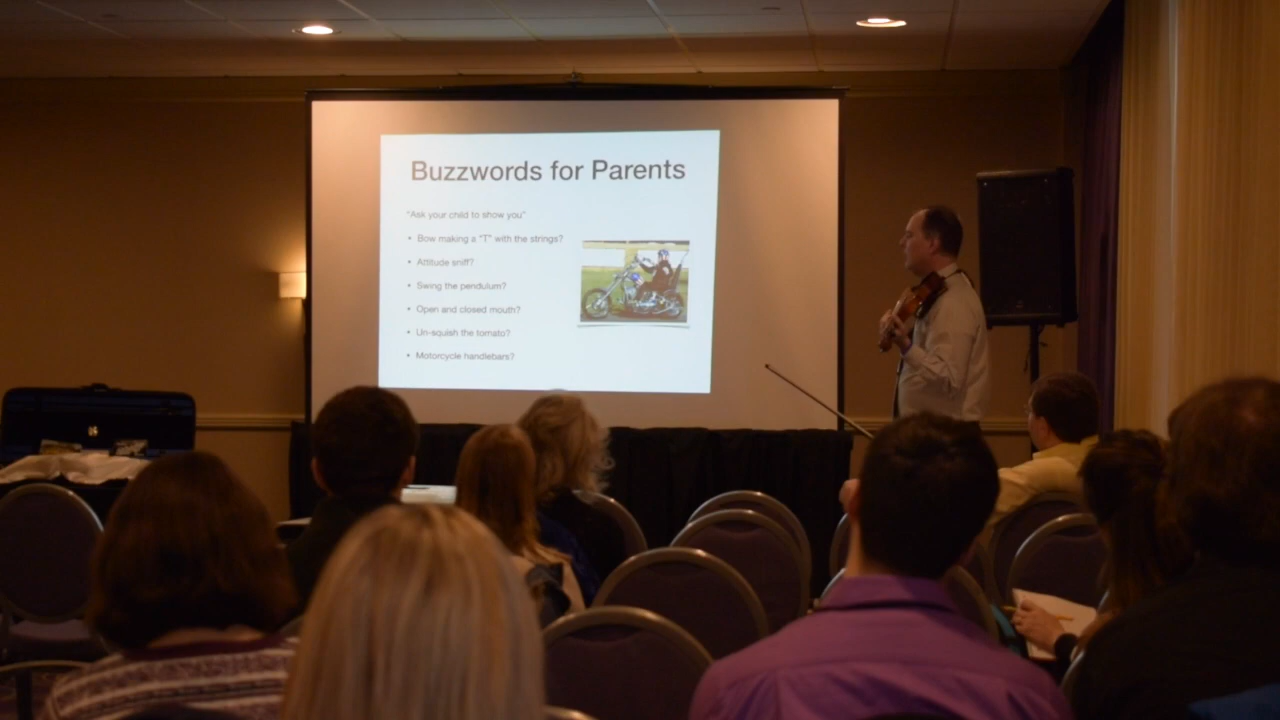 Buzzwords for Parents
"Ask your child to show you"
• Bow making a "T" with the strings?
• Attitude sniff?
• Swing the pendulum?
• Open and closed mouth?
• Un-squish the tomato?
• Motorcycle handlebars?